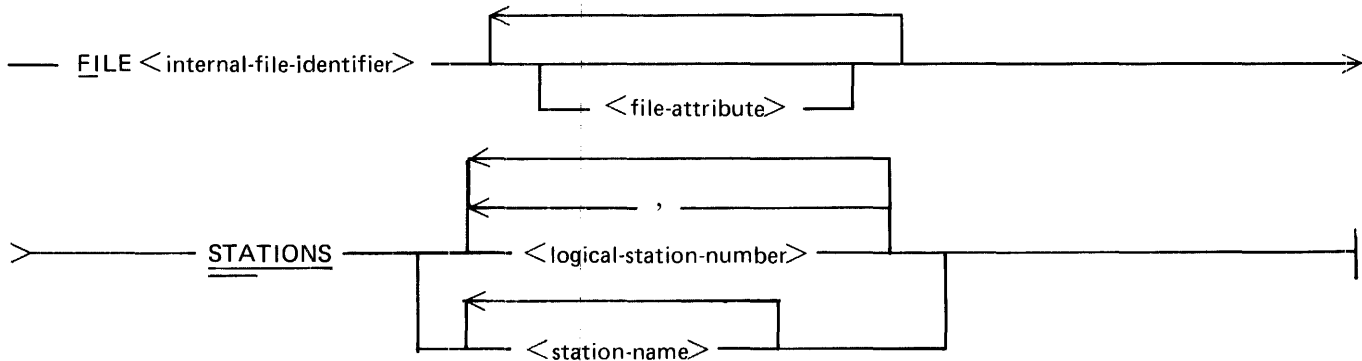 FILE <internal-file-identifier>
<file-attribute>
,
STATIONS <logical-station-number>
<station-name>